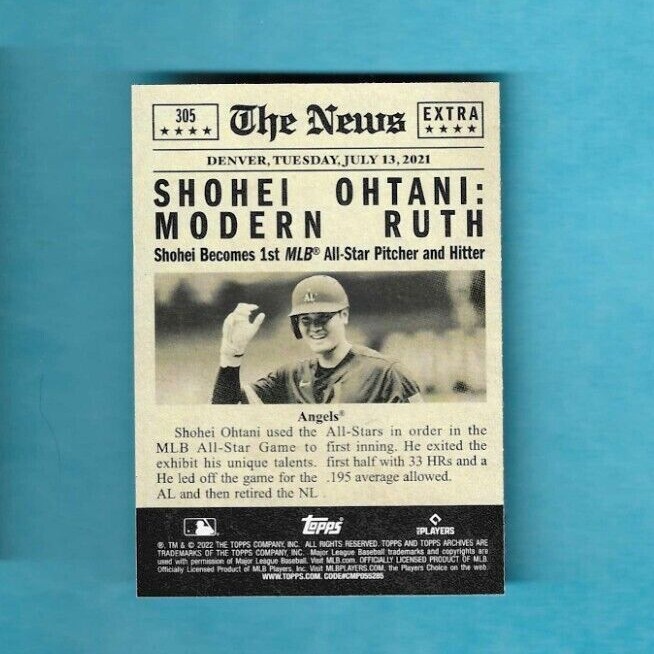 305
The News
EXTRA
DENVER, TUESDAY, JULY 13, 2021
SHOHEI OHTANI:
MODERN RUTH
Shohei Becomes 1st MLB® All-Star Pitcher and Hitter
AL
Angels®
Shohei Ohtani used the
MLB All-Star Game to
exhibit his unique talents.
He led off the game for the
AL and then retired the NL
All-Stars in order in the
first inning. He exited the
first half with 33 HRs and a
.195 average allowed.
topps
PLAYERS
®, TM & © 2022 THE TOPPS COMPANY, INC. ALL RIGHTS RESERVED. TOPPS AND TOPPS ARCHIVES ARE
TRADEMARKS OF THE TOPPS COMPANY, INC. Major League Baseball trademarks and copyrights are
used with permission of Major League Baseball. Visit MLB.com. OFFICIALLY LICENSED PRODUCT OF MLB
Officially Licensed Product of MLB Players, Inc. Visit MLBPLAYERS.COM, the Players Choice on the web.
WWW.TOPPS.COM. CODE#CMP055285